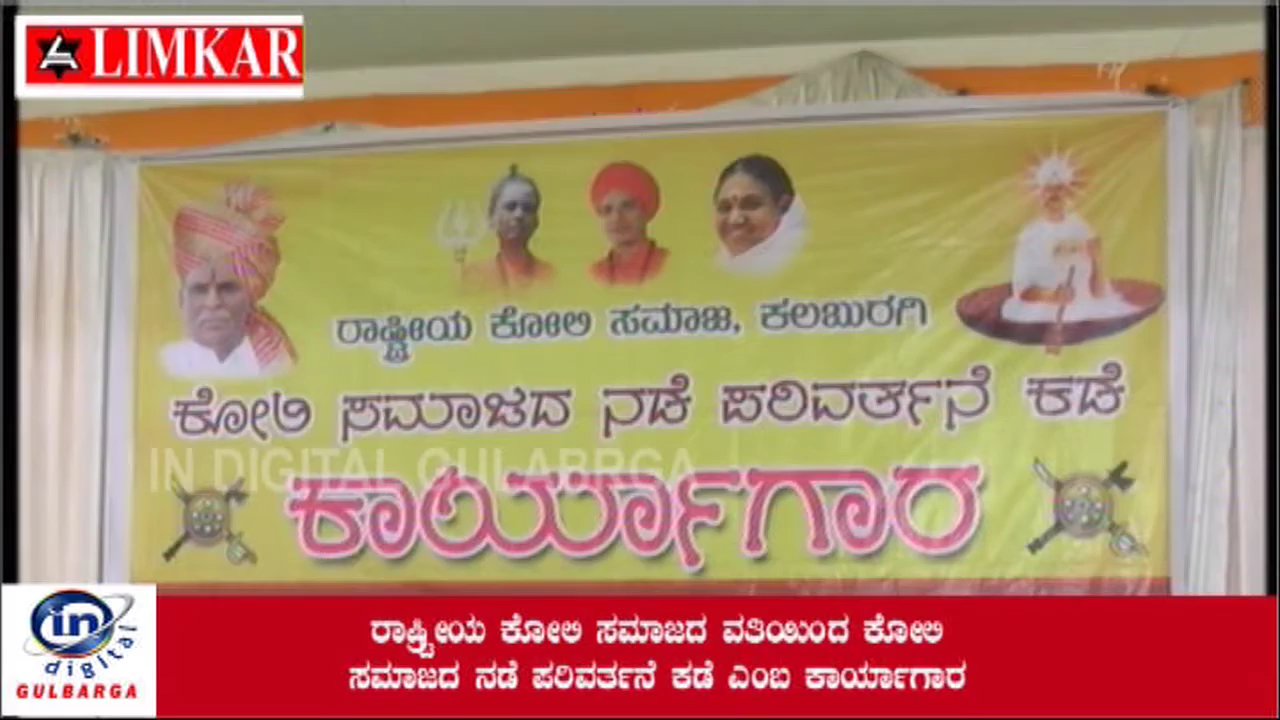 LIMKAR
ರಾಷ್ಟ್ರೀಯ ಕೋಲಿ ಸಮಾಜ, ಕಲಬುರಗಿ
ಕೋಲಿ ಸಮಾಜದ ನಡೆ ಪರಿವರ್ತನೆ ಕಡೆ
IN DIGITAL GULABRGA
ಕಾರ್ಯಾಗಾರ
in
digital
GULBARGA
ರಾಷ್ಟ್ರೀಯ ಕೋಲಿ ಸಮಾಜದ ವತಿಯಿಂದ ಕೋಲಿ
ಸಮಾಜದ ನಡೆ ಪರಿವರ್ತನೆ ಕಡೆ ಎಂಬ ಕಾರ್ಯಾಗಾರ